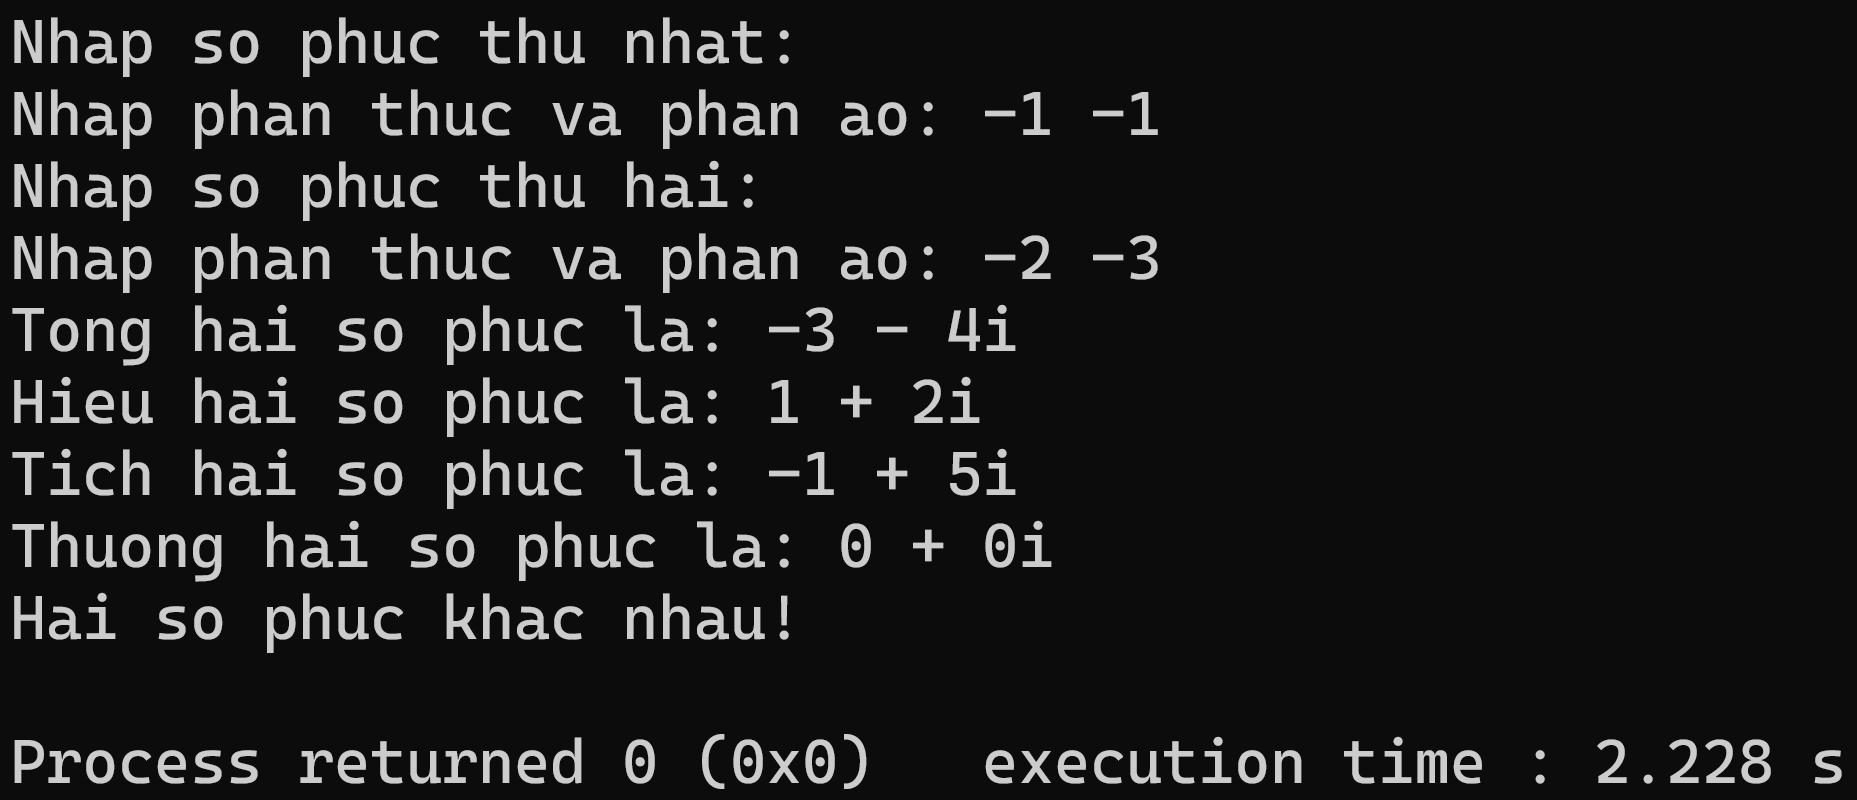 Nhap so phuc thu nhat:
Nhap phan thuc va phan ao: -1 -1
Nhap so phuc thu hai:
Nhap phan thuc va phan ao: -2 -3
Tong hai so phuc la: -3 - 4i
Hieu hai so phuc la: 1 + 2i
Tich hai so phuc la: -1 + 5i
Thuong hai so phuc la: 0 + 0i
Hai so phuc khac nhau!
Process returned 0 (0x0)   execution time : 2.228 s